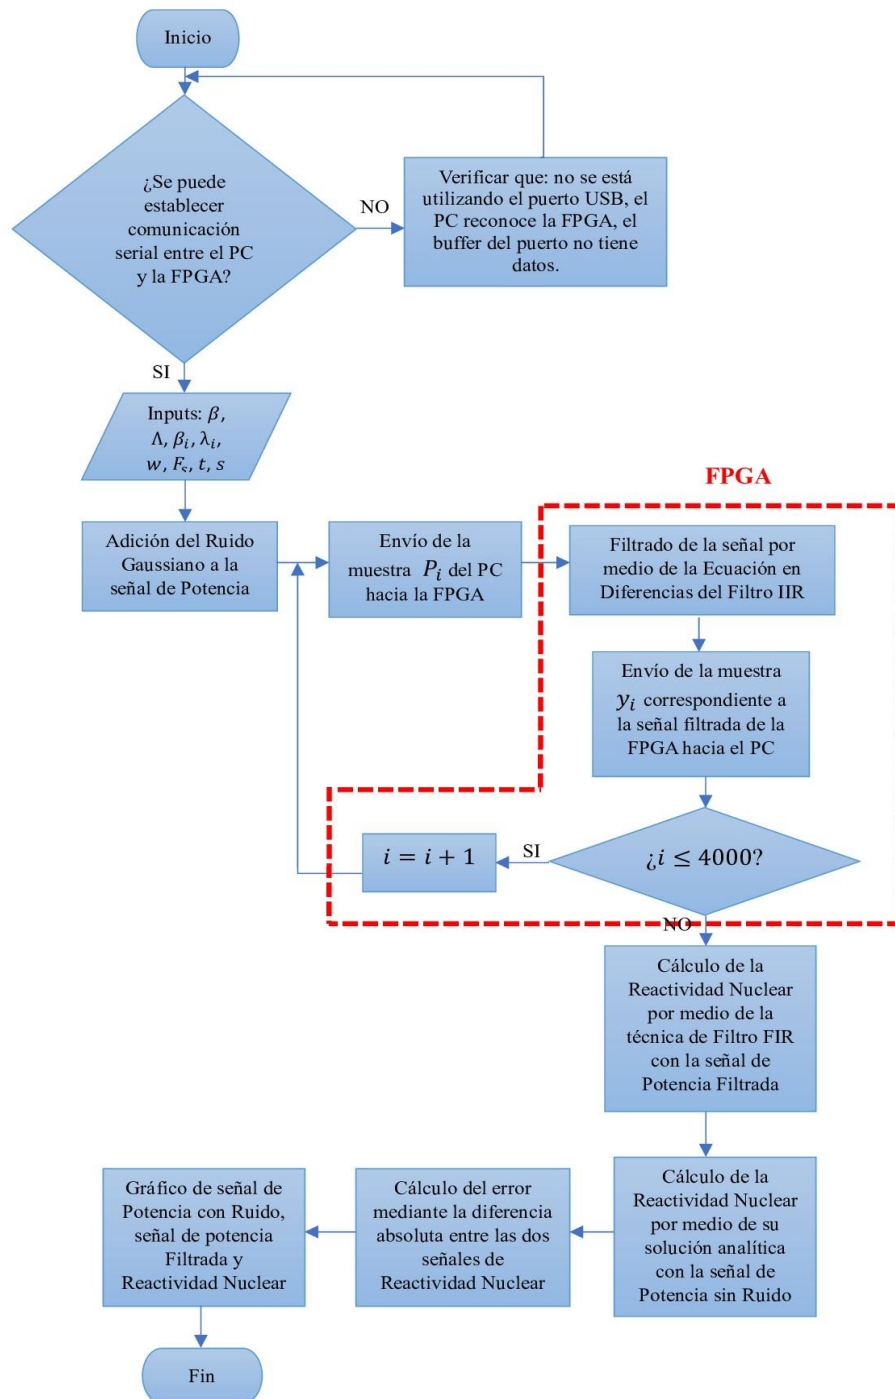 Inicio
¿Se puede
establecer
comunicación
serial entre el PC
y la FPGA?
NO
Verificar que: no se está
utilizando el puerto USB, el
PC reconoce la FPGA, el
buffer del puerto no tiene
datos.
SI
Inputs: β,
Λ, βᵢ, λᵢ,
w, Fₛ, t, s
FPGA
Adición del Ruido
Gaussiano a la
señal de Potencia
Envío de la
muestra Pᵢ del PC
hacia la FPGA
Filtrado de la señal por
medio de la Ecuación en
Diferencias del Filtro IIR
Envío de la muestra
yᵢ correspondiente a
la señal filtrada de la
FPGA hacia el PC
¿i ≤ 4000?
SI
i = i + 1
NO
Cálculo de la
Reactividad Nuclear
por medio de la
técnica de Filtro FIR
con la señal de
Potencia Filtrada
Cálculo de la
Reactividad Nuclear
por medio de su
solución analítica
con la señal de
Potencia sin Ruido
Cálculo del error
mediante la diferencia
absoluta entre las dos
señales de
Reactividad Nuclear
Gráfico de señal de
Potencia con Ruido,
señal de potencia
Filtrada y
Reactividad Nuclear
Fin